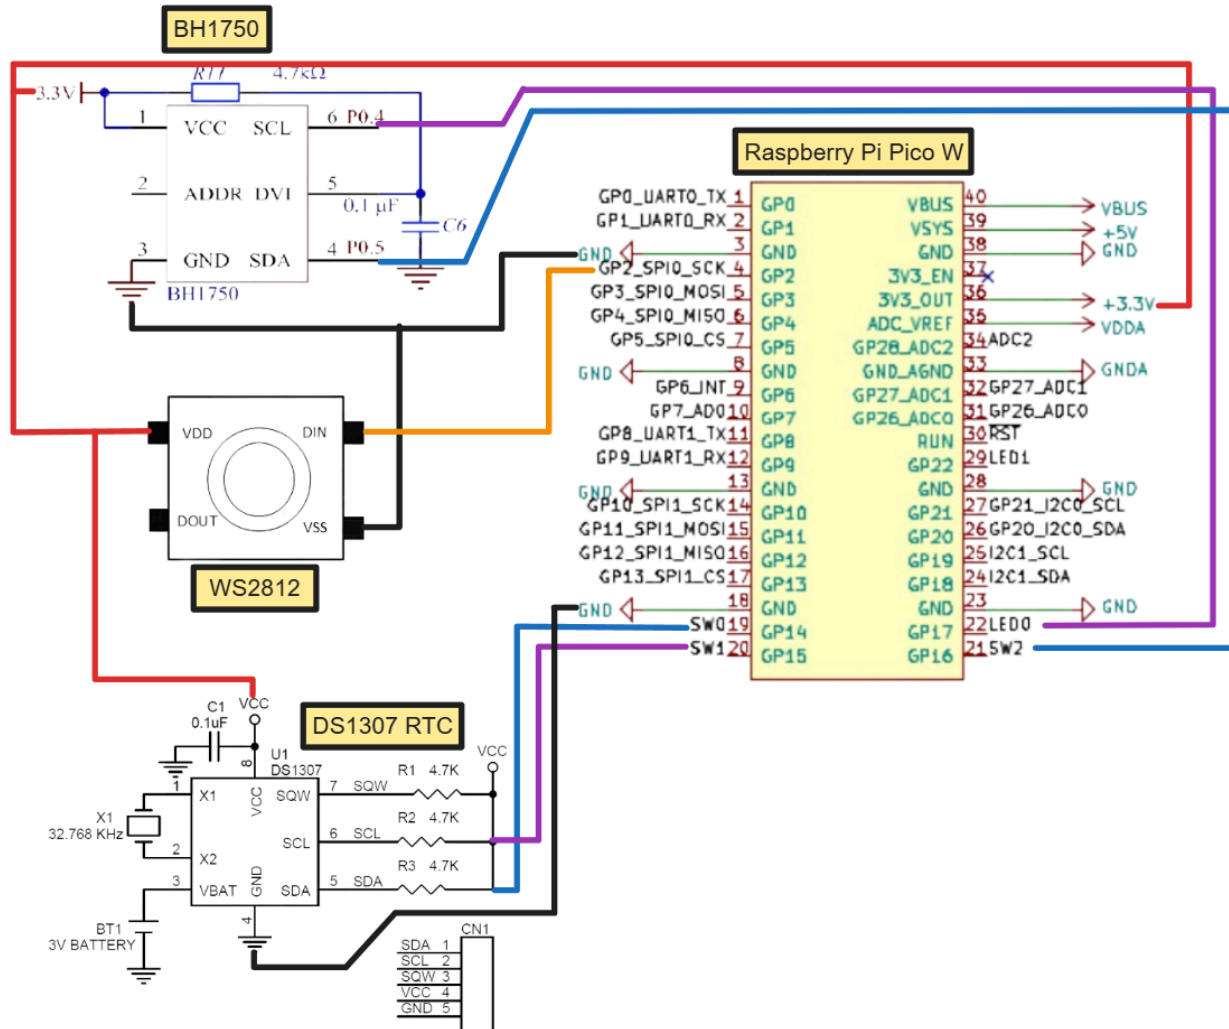 BH1750
R17 4.7kΩ
3.3V
1 VCC SCL 6 P0.4
2 ADDR DVI 5
0.1 µF C6
3 GND SDA 4 P0.5
BH1750
VDD DIN
DOUT VSS
WS2812
Raspberry Pi Pico W
GP0_UART0_TX 1 GP0 VBUS 40 VBUS
GP1_UART0_RX 2 GP1 VSYS 39 +5V
GND 3 GND GND 38 GND
GP2_SPI0_SCK 4 GP2 3V3_EN 37
GP3_SPI0_MOSI 5 GP3 3V3_OUT 36 +3.3V
GP4_SPI0_MISO 6 GP4 ADC_VREF 35 VDDA
GP5_SPI0_CS 7 GP5 GP28_ADC2 34 ADC2
GND 8 GND GND_AGND 33 GNDA
GP6_INT 9 GP6 GP27_ADC1 32 GP27_ADC1
GP7_AD0 10 GP7 GP26_ADC0 31 GP26_ADC0
GP8_UART1_TX 11 GP8 RUN 30 RST
GP9_UART1_RX 12 GP9 GP22 29 LED1
GND 13 GND GND 28 GND
GP10_SPI1_SCK 14 GP10 GP21 27 GP21_I2C0_SCL
GP11_SPI1_MOSI 15 GP11 GP20 26 GP20_I2C0_SDA
GP12_SPI1_MISO 16 GP12 GP19 25 I2C1_SCL
GP13_SPI1_CS 17 GP13 GP18 24 I2C1_SDA
GND 18 GND GND 23 GND
SW0 19 GP14 GP17 22 LED0
SW1 20 GP15 GP16 21 SW2
DS1307 RTC
C1
0.1uF
VCC
8
U1
DS1307
VCC
X1
32.768 KHz
1 X1 VCC SQW 7 SQW R1 4.7K
2 X2 SCL 6 SCL R2 4.7K
3 VBAT GND SDA 5 SDA R3 4.7K
4
BT1
3V BATTERY
CN1
SDA 1
SCL 2
SQW 3
VCC 4
GND 5